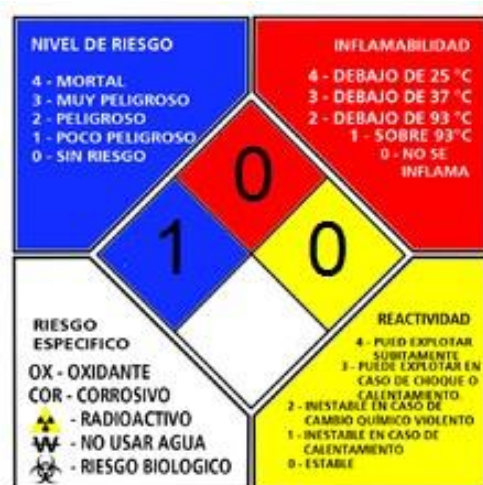 NIVEL DE RIESGO
4 - MORTAL
3 - MUY PELIGROSO
2 - PELIGROSO
1 - POCO PELIGROSO
0 - SIN RIESGO
INFLAMABILIDAD
4 - DEBAJO DE 25 °C
3 - DEBAJO DE 37 °C
2 - DEBAJO DE 93 °C
1 - SOBRE 93°C
0 - NO SE
INFLAMA
0
1
0
RIESGO
ESPECIFICO
OX - OXIDANTE
COR - CORROSIVO
- RADIOACTIVO
W - NO USAR AGUA
- RIESGO BIOLOGICO
REACTIVIDAD
4 - PUED EXPLOTAR
SÚBITAMENTE
3 - PUEDE EXPLOTAR EN
CASO DE CHOQUE O
CALENTAMIENTO.
2 - INESTABLE EN CASO DE
CAMBIO QUÍMICO VIOLENTO
1 - INESTABLE EN CASO DE
CALENTAMIENTO
0 - ESTABLE